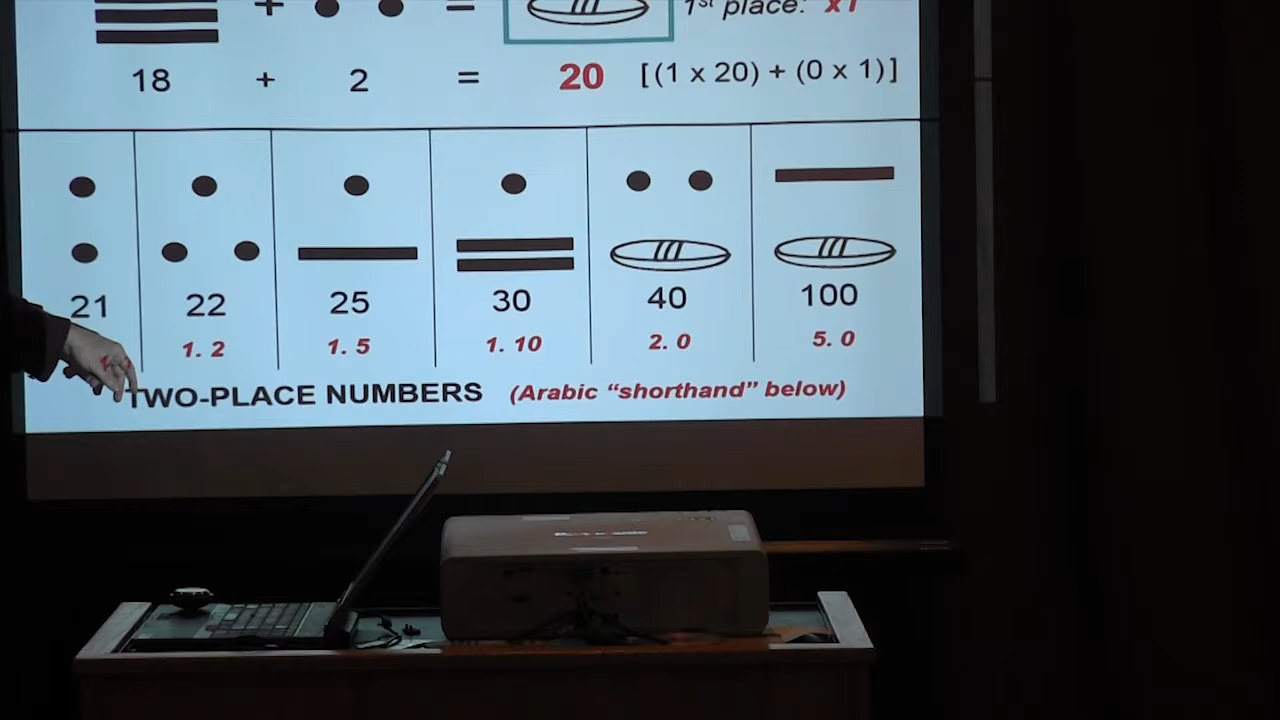 + = 1st place: x1
18 + 2 = 20 [(1 x 20) + (0 x 1)]
21 22 25 30 40 100
1. 2 1. 5 1. 10 2. 0 5. 0
TWO-PLACE NUMBERS (Arabic “shorthand” below)